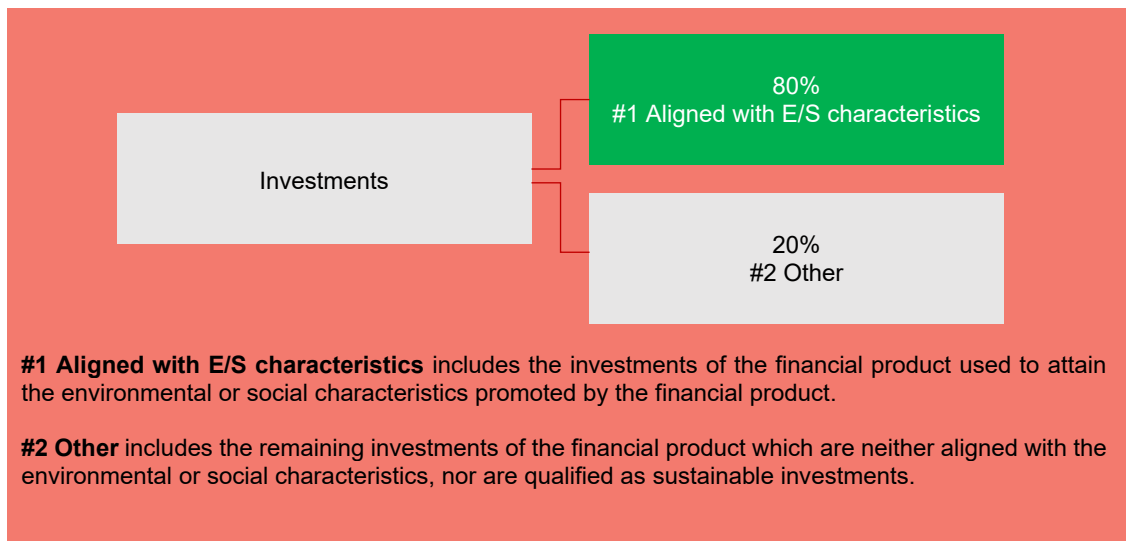 80%
#1 Aligned with E/S characteristics
Investments
20%
#2 Other
#1 Aligned with E/S characteristics includes the investments of the financial product used to attain
the environmental or social characteristics promoted by the financial product.
#2 Other includes the remaining investments of the financial product which are neither aligned with the
environmental or social characteristics, nor are qualified as sustainable investments.